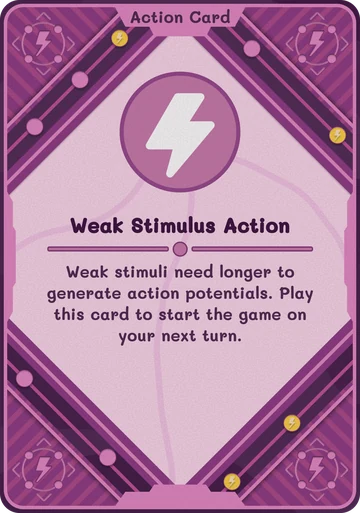 Action Card
Weak Stimulus Action
Weak stimuli need longer to
generate action potentials. Play
this card to start the game on
your next turn.